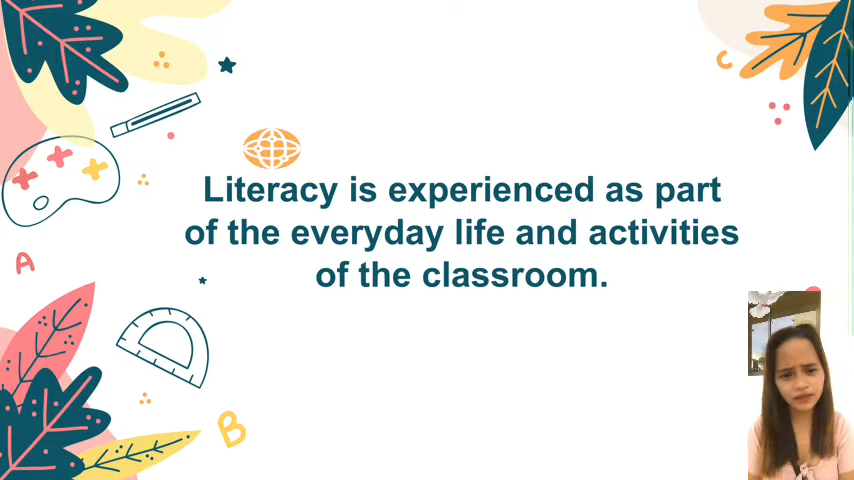 Literacy is experienced as part
of the everyday life and activities
of the classroom.
A
B